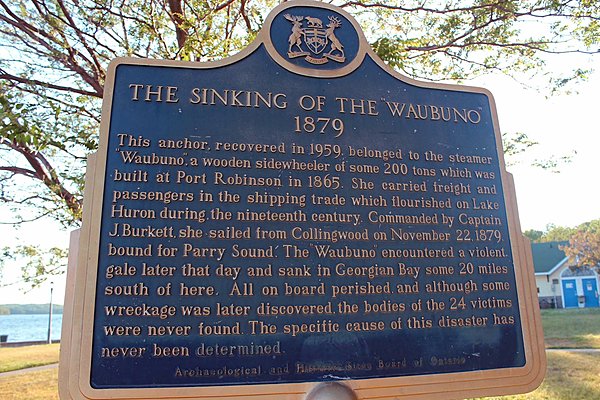 THE SINKING OF THE "WAUBUNO"
1879
This anchor, recovered in 1959, belonged to the steamer
"Waubuno", a wooden sidewheeler of some 200 tons which was
built at Port Robinson in 1865. She carried freight and
passengers in the shipping trade which flourished on Lake
Huron during the nineteenth century. Commanded by Captain
J. Burkett, she sailed from Collingwood on November 22, 1879,
bound for Parry Sound. The "Waubuno" encountered a violent
gale later that day and sank in Georgian Bay some 20 miles
south of here. All on board perished, and although some
wreckage was later discovered, the bodies of the 24 victims
were never found. The specific cause of this disaster has
never been determined.
Archaeological and Historic Sites Board of Ontario